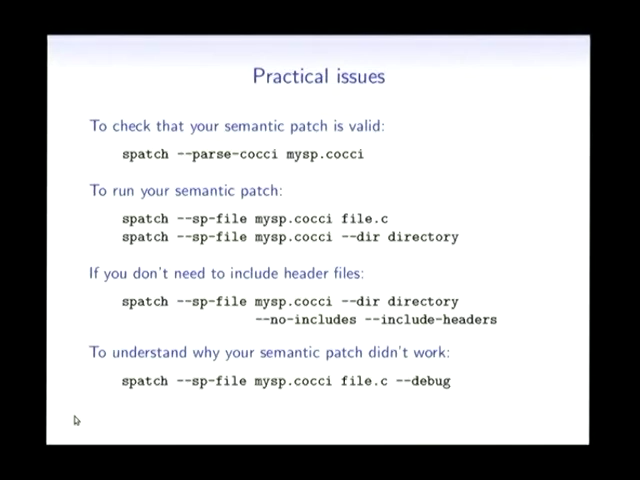 Practical issues
To check that your semantic patch is valid:
spatch --parse-cocci mysp.cocci
To run your semantic patch:
spatch --sp-file mysp.cocci file.c
spatch --sp-file mysp.cocci --dir directory
If you don't need to include header files:
spatch --sp-file mysp.cocci --dir directory
--no-includes --include-headers
To understand why your semantic patch didn't work:
spatch --sp-file mysp.cocci file.c --debug